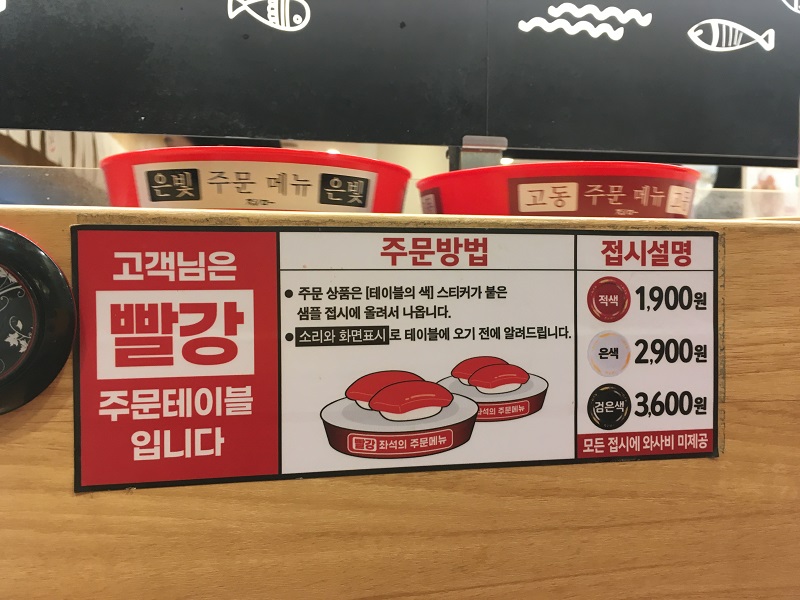 은빛 주문 메뉴 은빛
고동 주문 메뉴
고객님은
빨강
주문테이블
입니다
주문방법
● 주문 상품은 [테이블의 색] 스티커가 붙은
샘플 접시에 올려서 나옵니다.
● 소리와 화면표시로 테이블에 오기 전에 알려드립니다.
빨강 좌석의 주문메뉴
좌석의 주문메뉴
접시설명
적색 1,900원
은색 2,900원
검은색 3,600원
모든 접시에 와사비 미제공